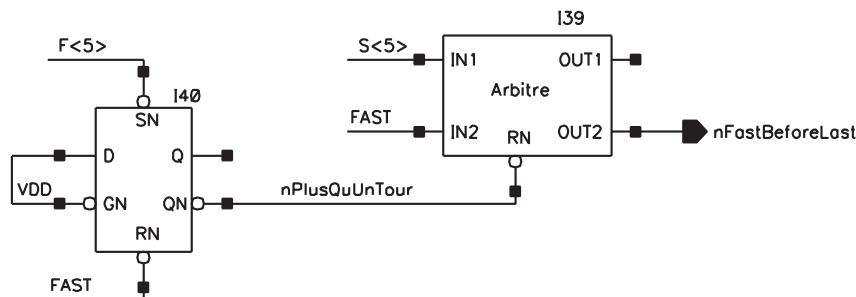 I39
F<5>
S<5>
IN1
OUT1
I40
Arbitre
SN
FAST
IN2
OUT2
nFastBeforeLast
RN
D
Q
VDD
GN
QN
nPlusQuUnTour
RN
FAST